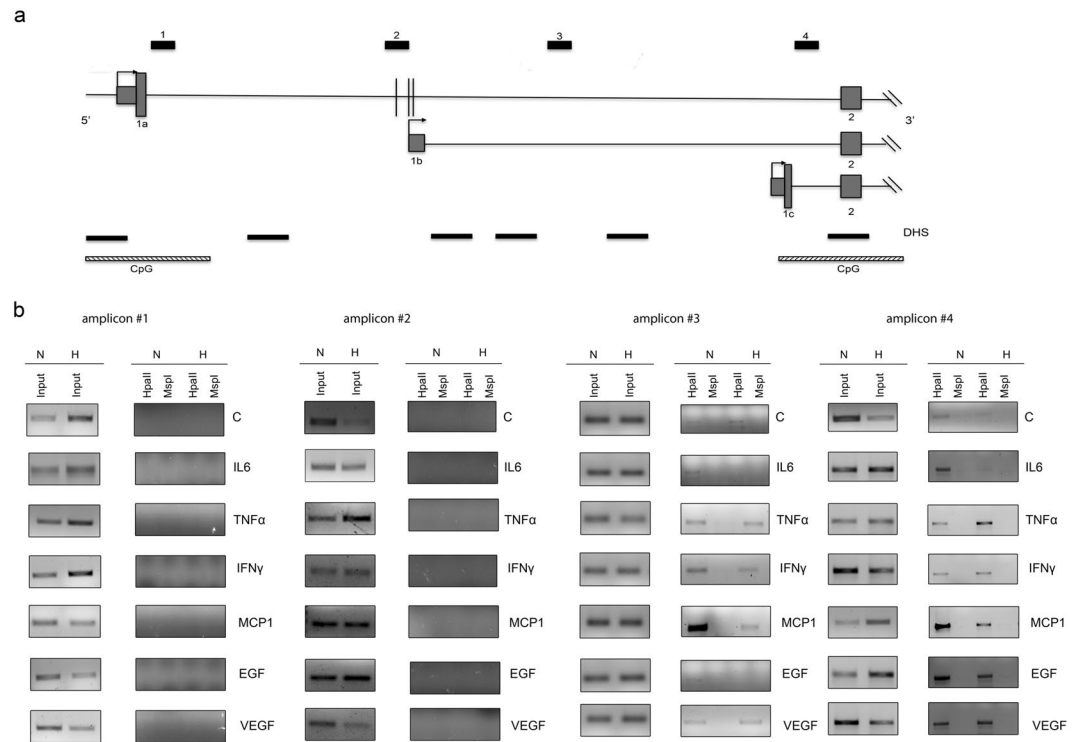 a
1 2 3 4
5' 1a 2 3'
1b 2
1c 2
DHS
CpG CpG
b
amplicon #1 amplicon #2 amplicon #3 amplicon #4
N H N H N H N H N H N H N H N H
Input Input HpaII MspI HpaII MspI Input Input HpaII MspI HpaII MspI Input Input HpaII MspI HpaII MspI Input Input HpaII MspI HpaII MspI
C C C C
IL6 IL6 IL6 IL6
TNFα TNFα TNFα TNFα
IFNγ IFNγ IFNγ IFNγ
MCP1 MCP1 MCP1 MCP1
EGF EGF EGF EGF
VEGF VEGF VEGF VEGF